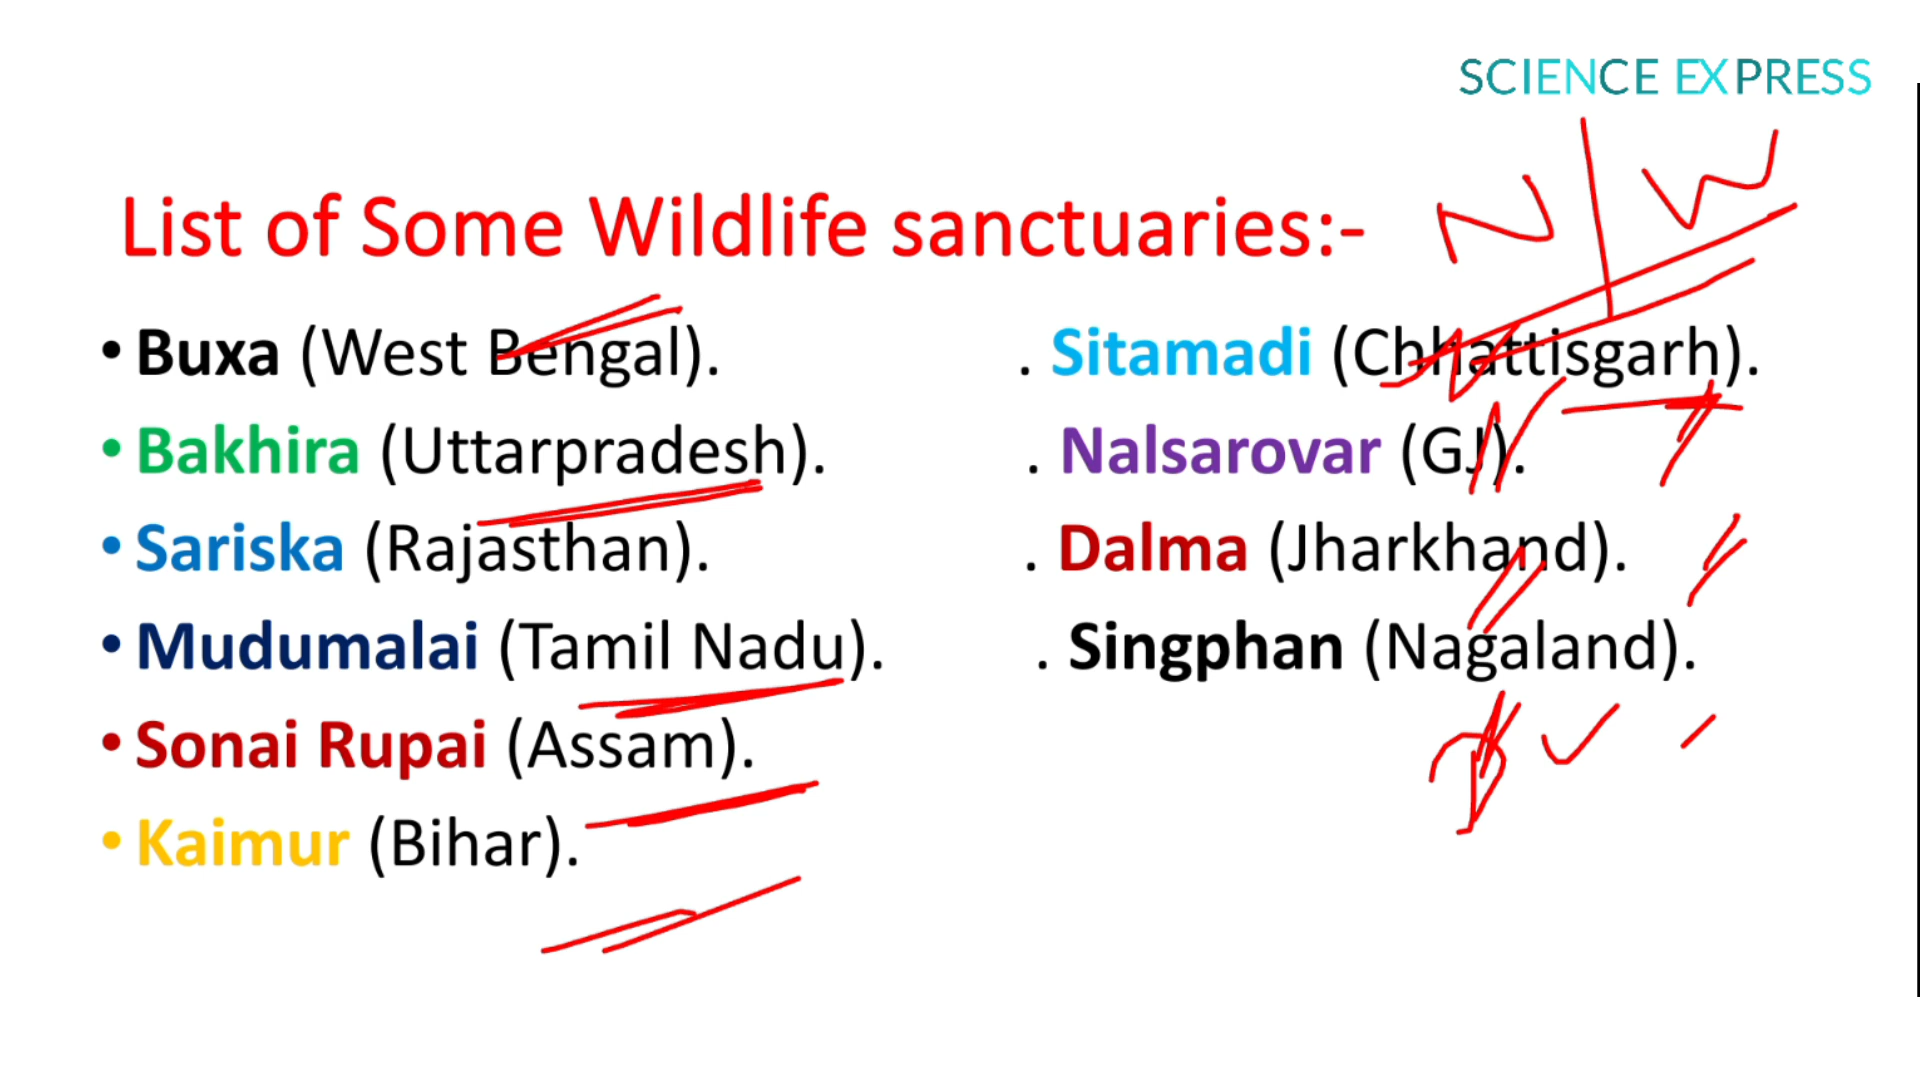 SCIENCE EXPRESS
N W
List of Some Wildlife sanctuaries:-
• Buxa (West Bengal).
• Bakhira (Uttarpradesh).
• Sariska (Rajasthan).
• Mudumalai (Tamil Nadu).
• Sonai Rupai (Assam).
• Kaimur (Bihar).
. Sitamadi (Chhattisgarh).
. Nalsarovar (GJ).
. Dalma (Jharkhand).
. Singphan (Nagaland).